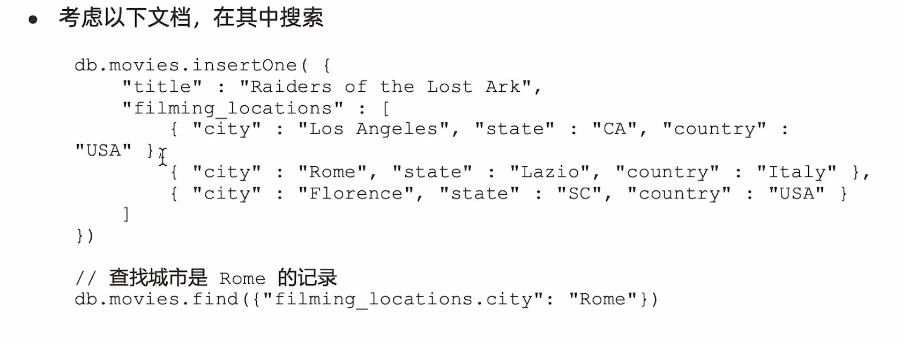 • 考虑以下文档，在其中搜索
db.movies.insertOne( {
    "title" : "Raiders of the Lost Ark",
    "filming_locations" : [
        { "city" : "Los Angeles", "state" : "CA", "country" :
"USA" },
        { "city" : "Rome", "state" : "Lazio", "country" : "Italy" },
        { "city" : "Florence", "state" : "SC", "country" : "USA" }
    ]
})
// 查找城市是 Rome 的记录
db.movies.find({"filming_locations.city": "Rome"})